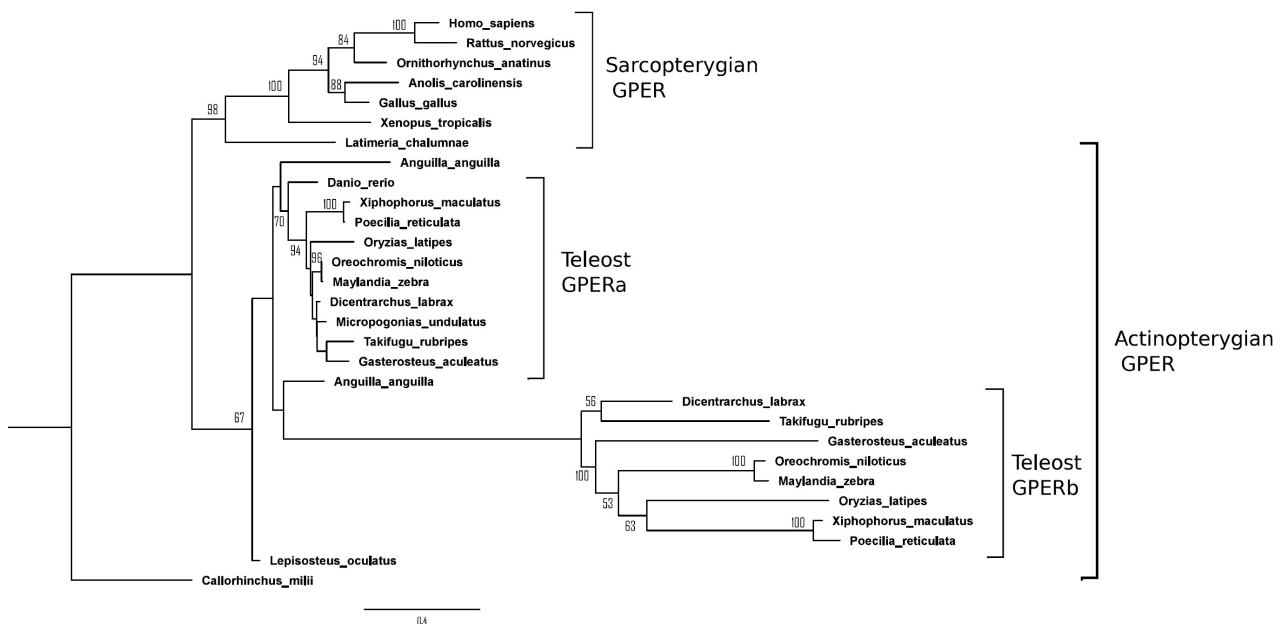 100
Homo_sapiens
84
Rattus_norvegicus
94
Ornithorhynchus_anatinus
Sarcopterygian
GPER
100
88
Anolis_carolinensis
Gallus_gallus
98
Xenopus_tropicalis
Latimeria_chalumnae
Anguilla_anguilla
Danio_rerio
100
Xiphophorus_maculatus
70
Poecilia_reticulata
94
Oryzias_latipes
96
Oreochromis_niloticus
Teleost
GPERa
Maylandia_zebra
Dicentrarchus_labrax
Micropogonias_undulatus
Takifugu_rubripes
Gasterosteus_aculeatus
Actinopterygian
GPER
Anguilla_anguilla
67
56
Dicentrarchus_labrax
Takifugu_rubripes
Gasterosteus_aculeatus
100
100
Oreochromis_niloticus
Maylandia_zebra
Teleost
GPERb
53
Oryzias_latipes
63
100
Xiphophorus_maculatus
Poecilia_reticulata
Lepisosteus_oculatus
Callorhinchus_milii
0.4